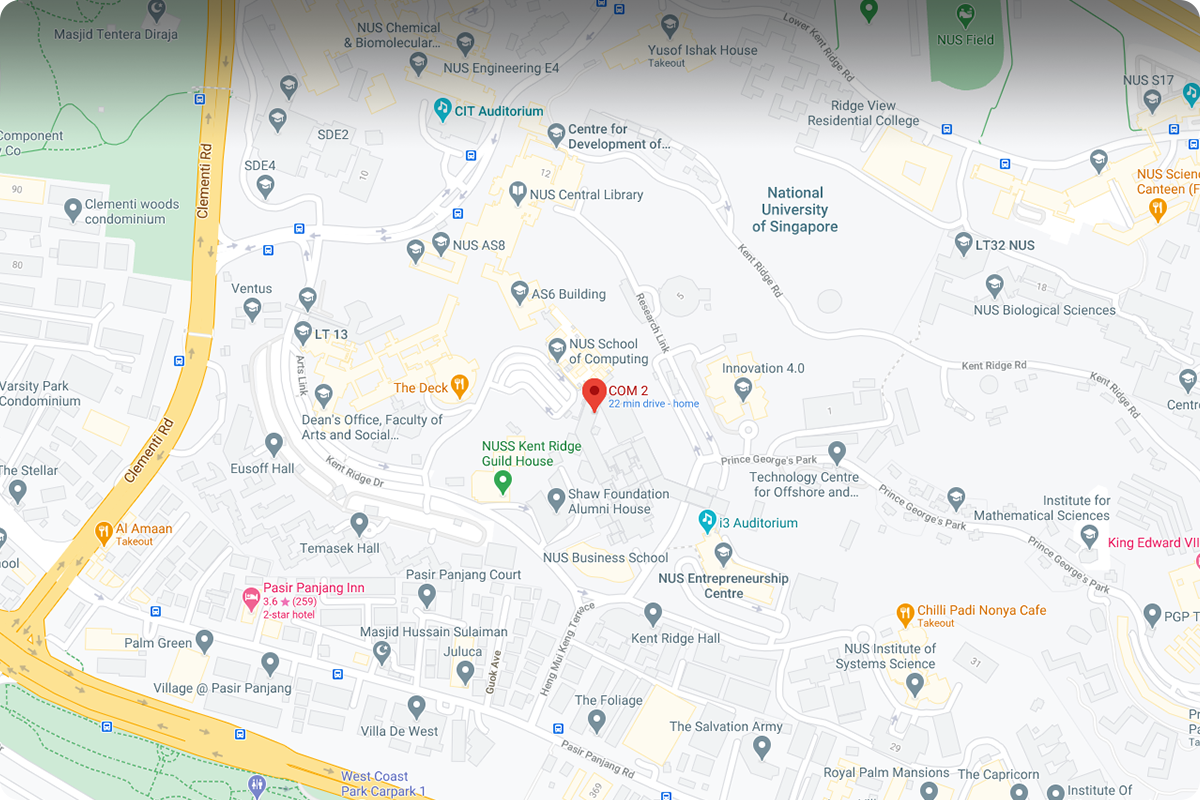 Masjid Tentera Diraja
NUS Chemical
& Biomolecular...
NUS Engineering E4
Yusof Ishak House
Takeout
Lower Kent Ridge Rd
NUS Field
NUS S17
Component
Co
CIT Auditorium
SDE2
Centre for
Development of...
Ridge View
Residential College
SDE4
10
12
90
Clementi Rd
Clementi woods
condominium
NUS Central Library
National
University
of Singapore
NUS Scien
Canteen (F
NUS AS8
LT32 NUS
80
Kent Ridge Rd
Ventus
AS6 Building
5
18
NUS Biological Sciences
LT 13
Research Link
NUS School
of Computing
Arts Link
Innovation 4.0
Kent Ridge Rd
Kent Ridge Rd
Varsity Park
Condominium
The Deck
COM 2
22 min drive - home
Centr
1
Dean's Office, Faculty of
Arts and Social...
Clementi Rd
NUSS Kent Ridge
Guild House
Eusoff Hall
Kent Ridge Dr
Prince George's Park
Technology Centre
for Offshore and...
The Stellar
Shaw Foundation
Alumni House
Prince George's Park
Institute for
Mathematical Sciences
Al Amaan
Takeout
i3 Auditorium
Temasek Hall
King Edward VII
Prince George's Park
NUS Business School
ool
Pasir Panjang Court
NUS Entrepreneurship
Centre
Pasir Panjang Inn
3.6 ★ (259)
2-star hotel
Chilli Padi Nonya Cafe
Takeout
PGP T
Heng Mui Keng Terrace
Masjid Hussain Sulaiman
Kent Ridge Hall
Palm Green
Juluca
Guok Ave
NUS Institute of
Systems Science
31
Village @ Pasir Panjang
The Foliage
Villa De West
The Salvation Army
Pr
Pa
Ta
29
Pasir Panjang Rd
West Coast
Park Carpark 1
369
Royal Palm Mansions
The Capricorn
Institute Of